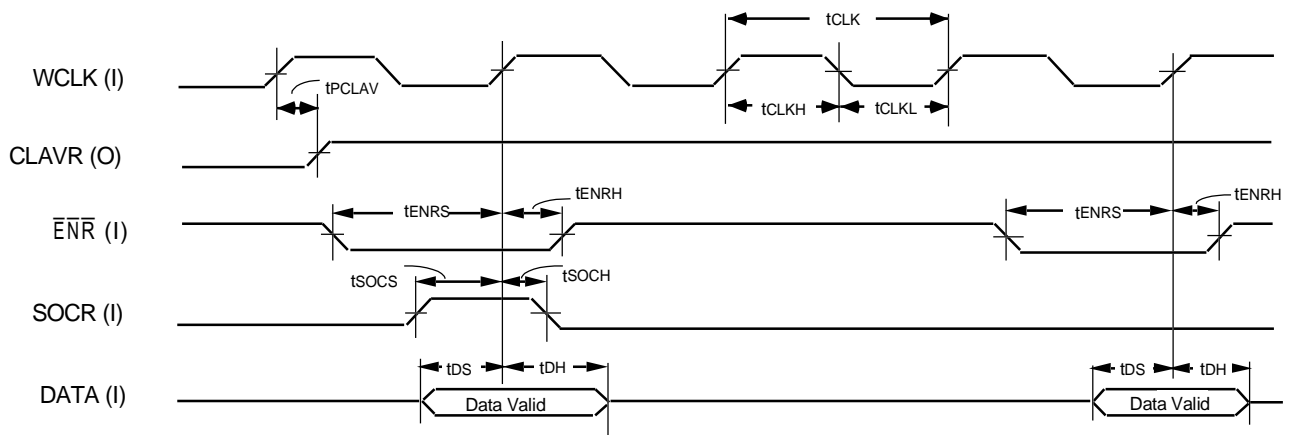 tCLK
WCLK (I)
tPCLAV
tCLKH
tCLKL
CLAVR (O)
tENRS
tENRH
tENRS
tENRH
E̅N̅R̅ (I)
tSOCS
tSOCH
SOCR (I)
tDS
tDH
tDS
tDH
DATA (I)
Data Valid
Data Valid